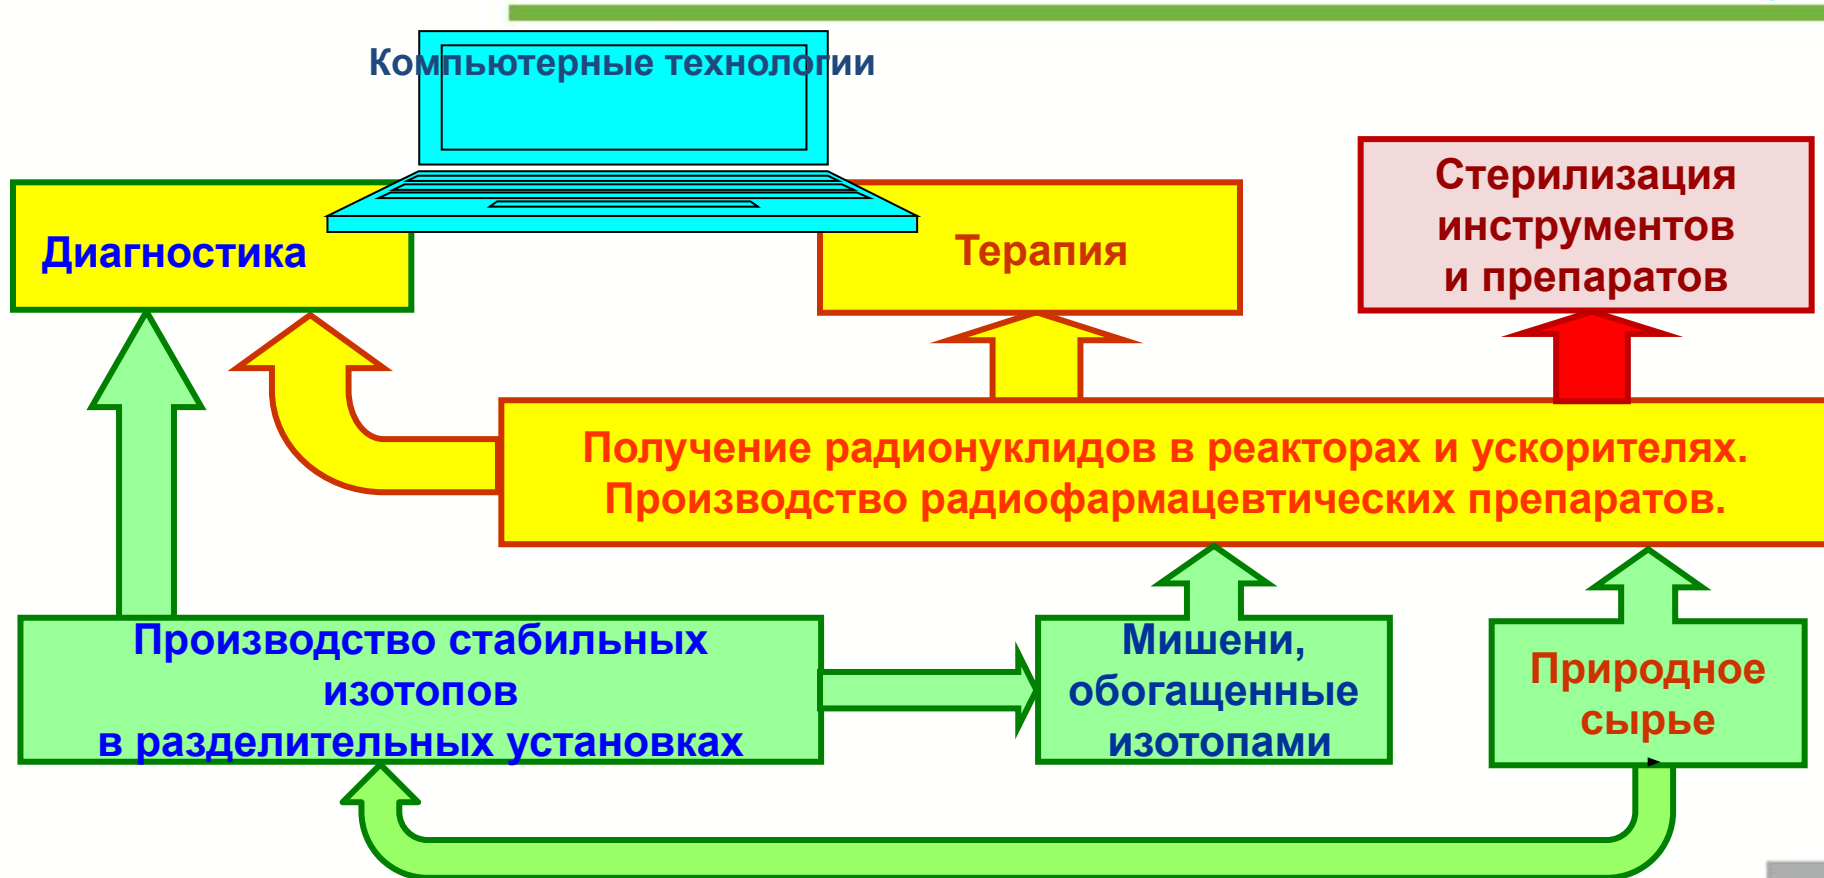 Компьютерные технологии
Диагностика
Терапия
Стерилизация
инструментов
и препаратов
Получение радионуклидов в реакторах и ускорителях.
Производство радиофармацевтических препаратов.
Производство стабильных
изотопов
в разделительных установках
Мишени,
обогащенные
изотопами
Природное
сырье